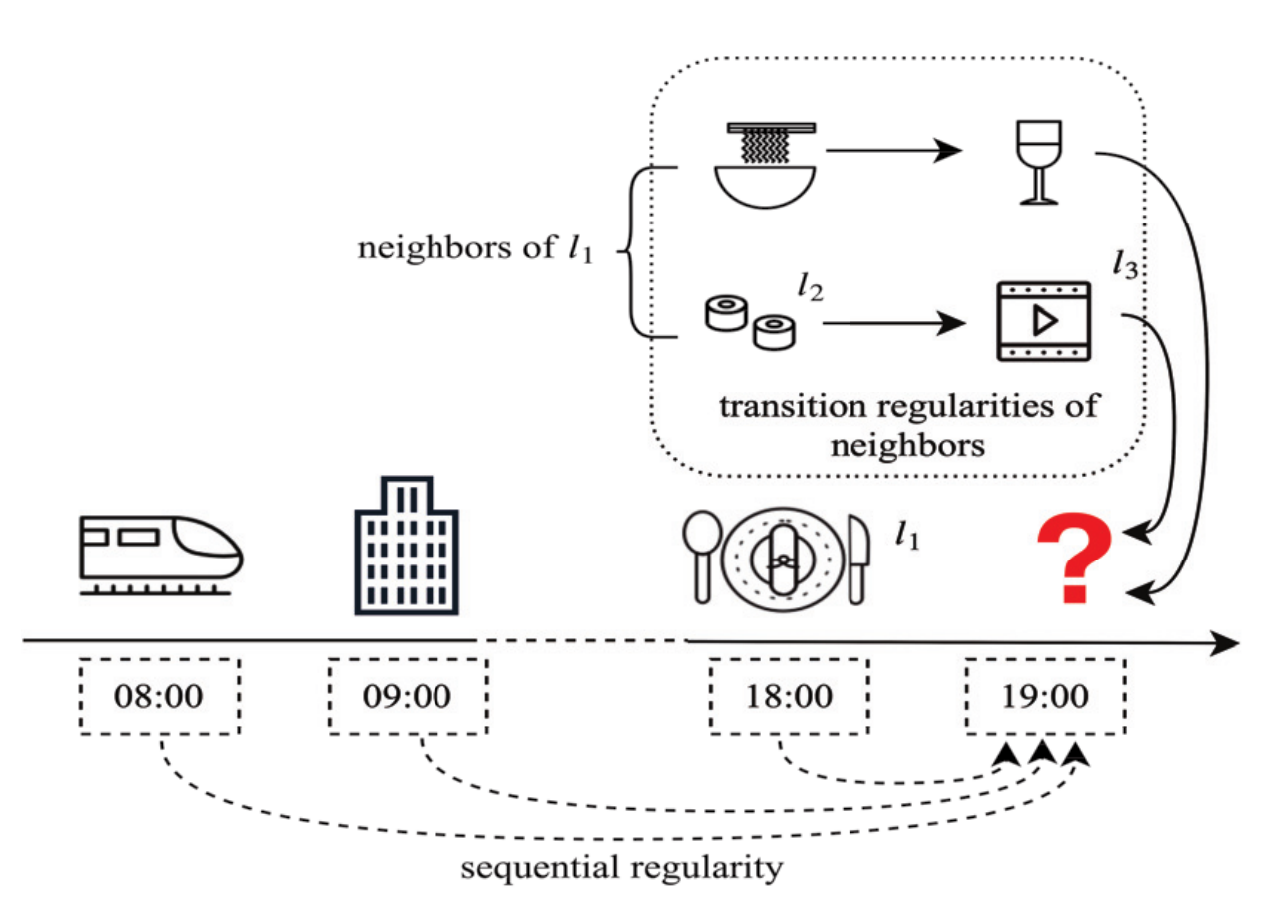 neighbors of l1
l2
l3
transition regularities of
neighbors
l1
?
08:00
09:00
18:00
19:00
sequential regularity